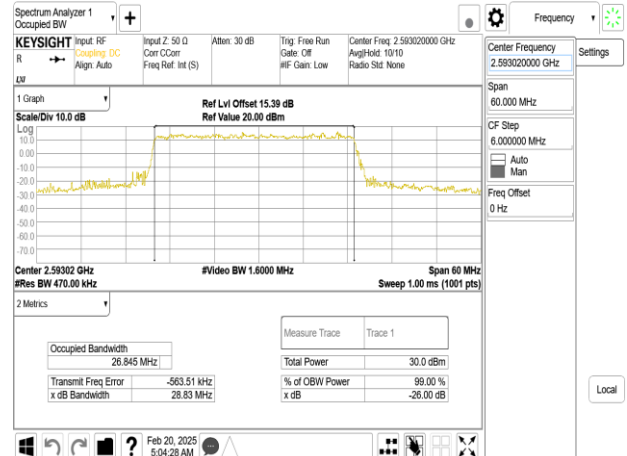 Spectrum Analyzer 1
Occupied BW
Frequency
KEYSIGHT
Input: RF
Coupling: DC
Align: Auto
Input Z: 50 Ω
Corr CCorr
Freq Ref: Int (S)
Atten: 30 dB
Trig: Free Run
Gate: Off
#IF Gain: Low
Center Freq: 2.593020000 GHz
Avg|Hold: 10/10
Radio Std: None
R
LXI
Center Frequency
2.593020000 GHz
Settings
Span
60.000 MHz
CF Step
6.000000 MHz
Auto
Man
Freq Offset
0 Hz
Local
1 Graph
Ref Lvl Offset 15.39 dB
Scale/Div 10.0 dB
Ref Value 20.00 dBm
Log
10.0
0.00
-10.0
-20.0
-30.0
-40.0
-50.0
-60.0
-70.0
Center 2.59302 GHz
#Video BW 1.6000 MHz
Span 60 MHz
#Res BW 470.00 kHz
Sweep 1.00 ms (1001 pts)
2 Metrics
Measure Trace
Trace 1
Occupied Bandwidth
26.845 MHz
Total Power
30.0 dBm
Transmit Freq Error
-563.51 kHz
% of OBW Power
99.00 %
x dB Bandwidth
28.83 MHz
x dB
-26.00 dB
?
Feb 20, 2025
5:04:28 AM